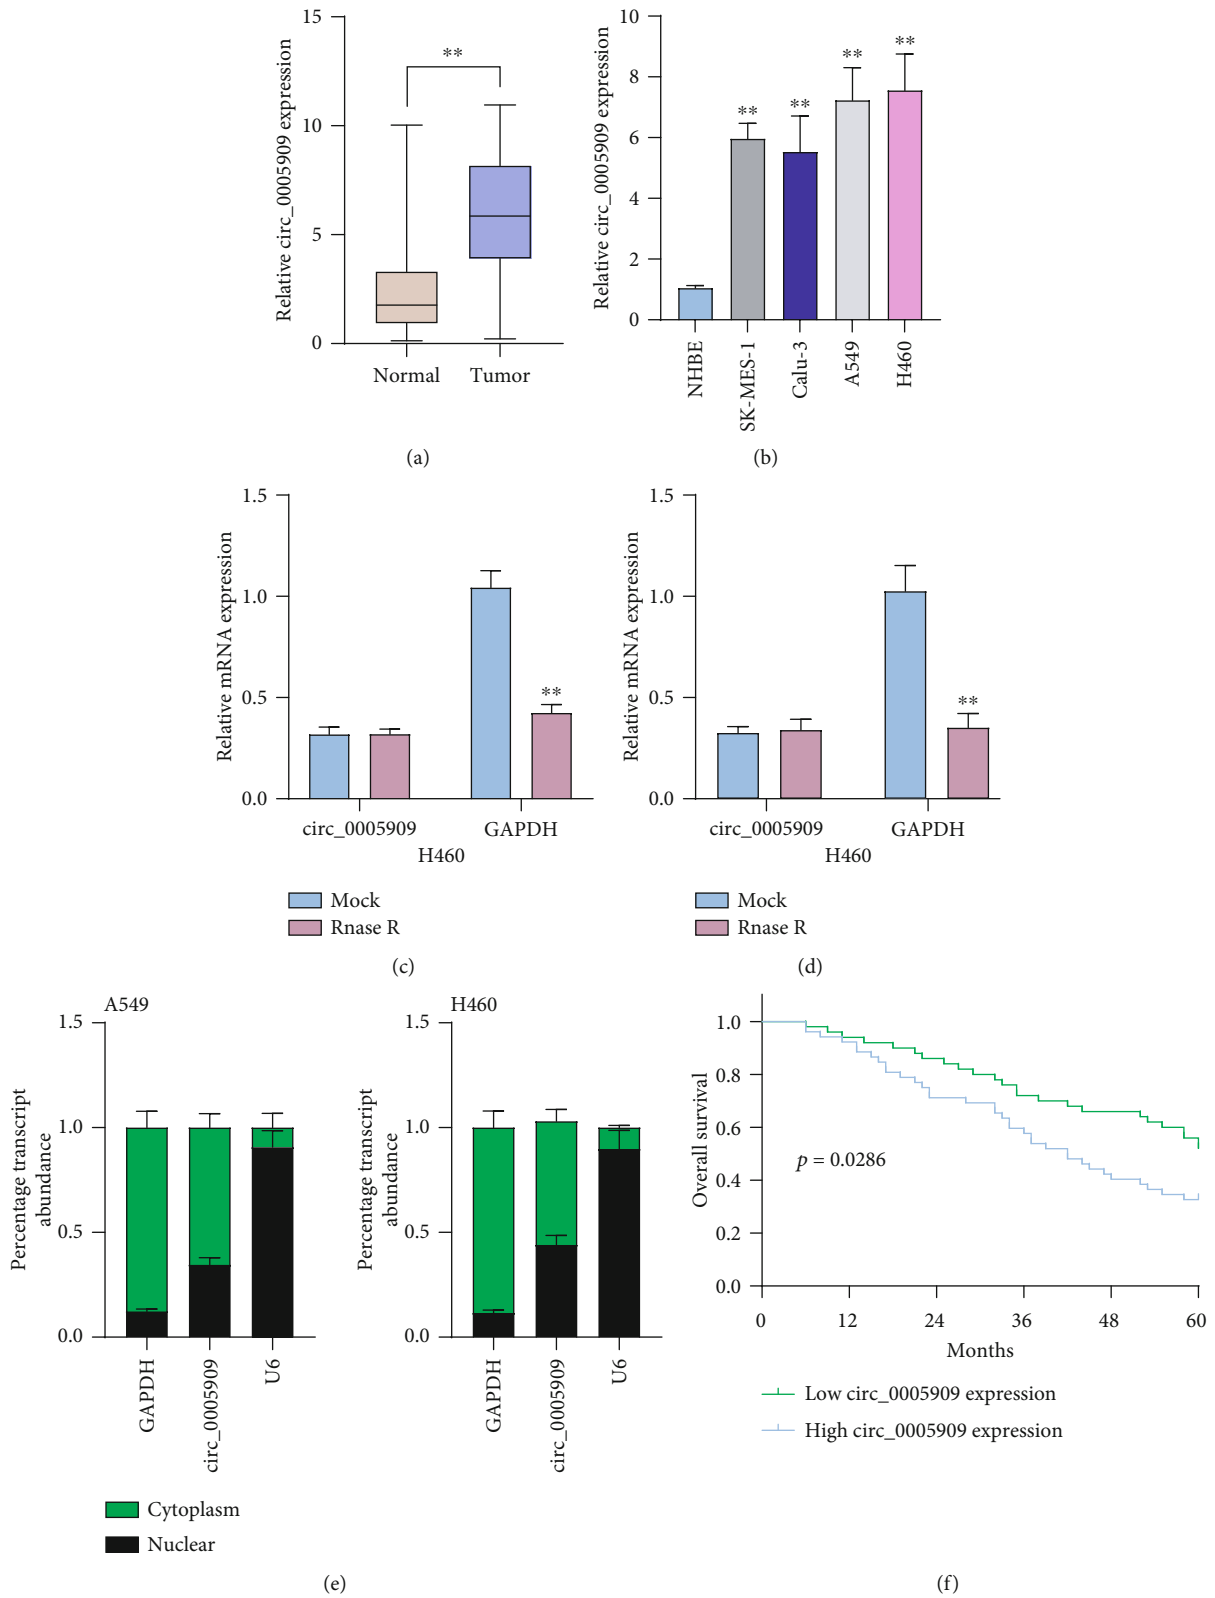 Relative circ_0005909 expression
15
10
5
0
**
Normal Tumor
(a)
Relative circ_0005909 expression
10
8
6
4
2
0
** ** ** **
NHBE
SK-MES-1
Calu-3
A549
H460
(b)
Relative mRNA expression
1.5
1.0
0.5
0.0
**
circ_0005909 GAPDH
H460
Mock
Rnase R
(c)
Relative mRNA expression
1.5
1.0
0.5
0.0
**
circ_0005909 GAPDH
H460
Mock
Rnase R
(d)
A549
Percentage transcript
abundance
1.5
1.0
0.5
0.0
GAPDH
circ_0005909
U6
H460
Percentage transcript
abundance
1.5
1.0
0.5
0.0
GAPDH
circ_0005909
U6
Cytoplasm
Nuclear
(e)
Overall survival
1.0
0.8
0.6
0.4
0.2
0.0
p = 0.0286
0 12 24 36 48 60
Months
Low circ_0005909 expression
High circ_0005909 expression
(f)